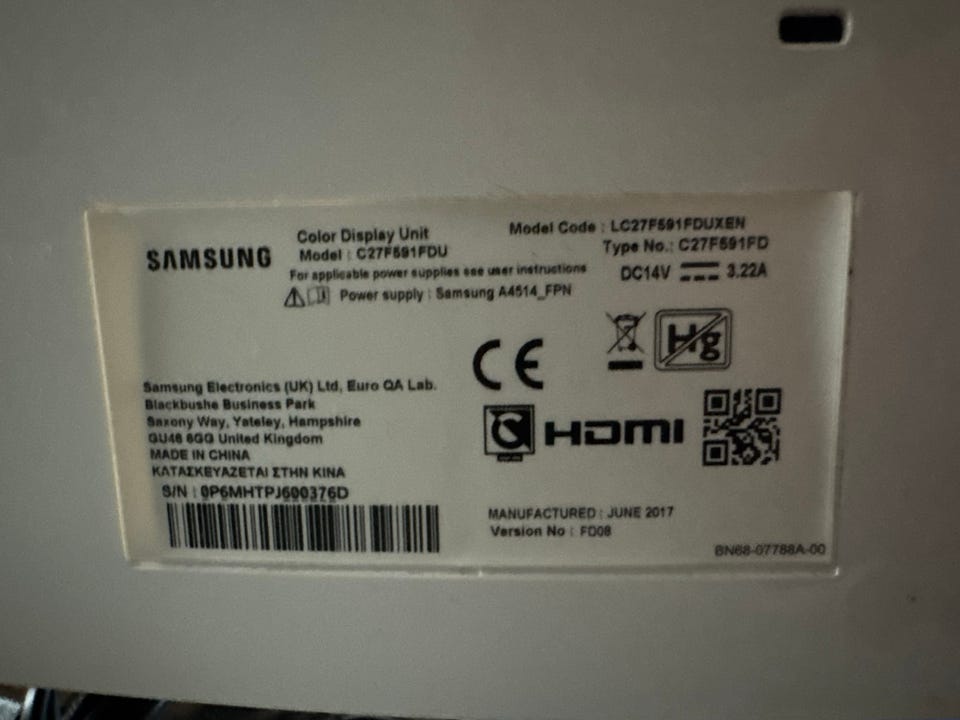 SAMSUNG
Color Display Unit
Model : C27F591FDU
For applicable power supplies see user instructions
Power supply : Samsung A4514_FPN
Model Code : LC27F591FDUXEN
Type No.: C27F591FD
DC14V 3.22A
Hg
CE
HDMI
Samsung Electronics (UK) Ltd, Euro QA Lab.
Blackbushe Business Park
Saxony Way, Yateley, Hampshire
GU46 6GG United Kingdom
MADE IN CHINA
ΚΑΤΑΣΚΕΥΑΖΕΤΑΙ ΣΤΗΝ ΚΙΝΑ
S/N : 0P6MHTPJ600376D
MANUFACTURED : JUNE 2017
Version No : FD08
BN68-07788A-00